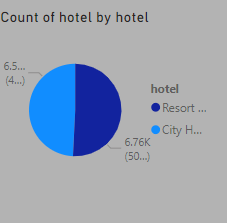 Count of hotel by hotel
6.5...
(4...)
hotel
Resort ...
City H...
6.76K
(50...)